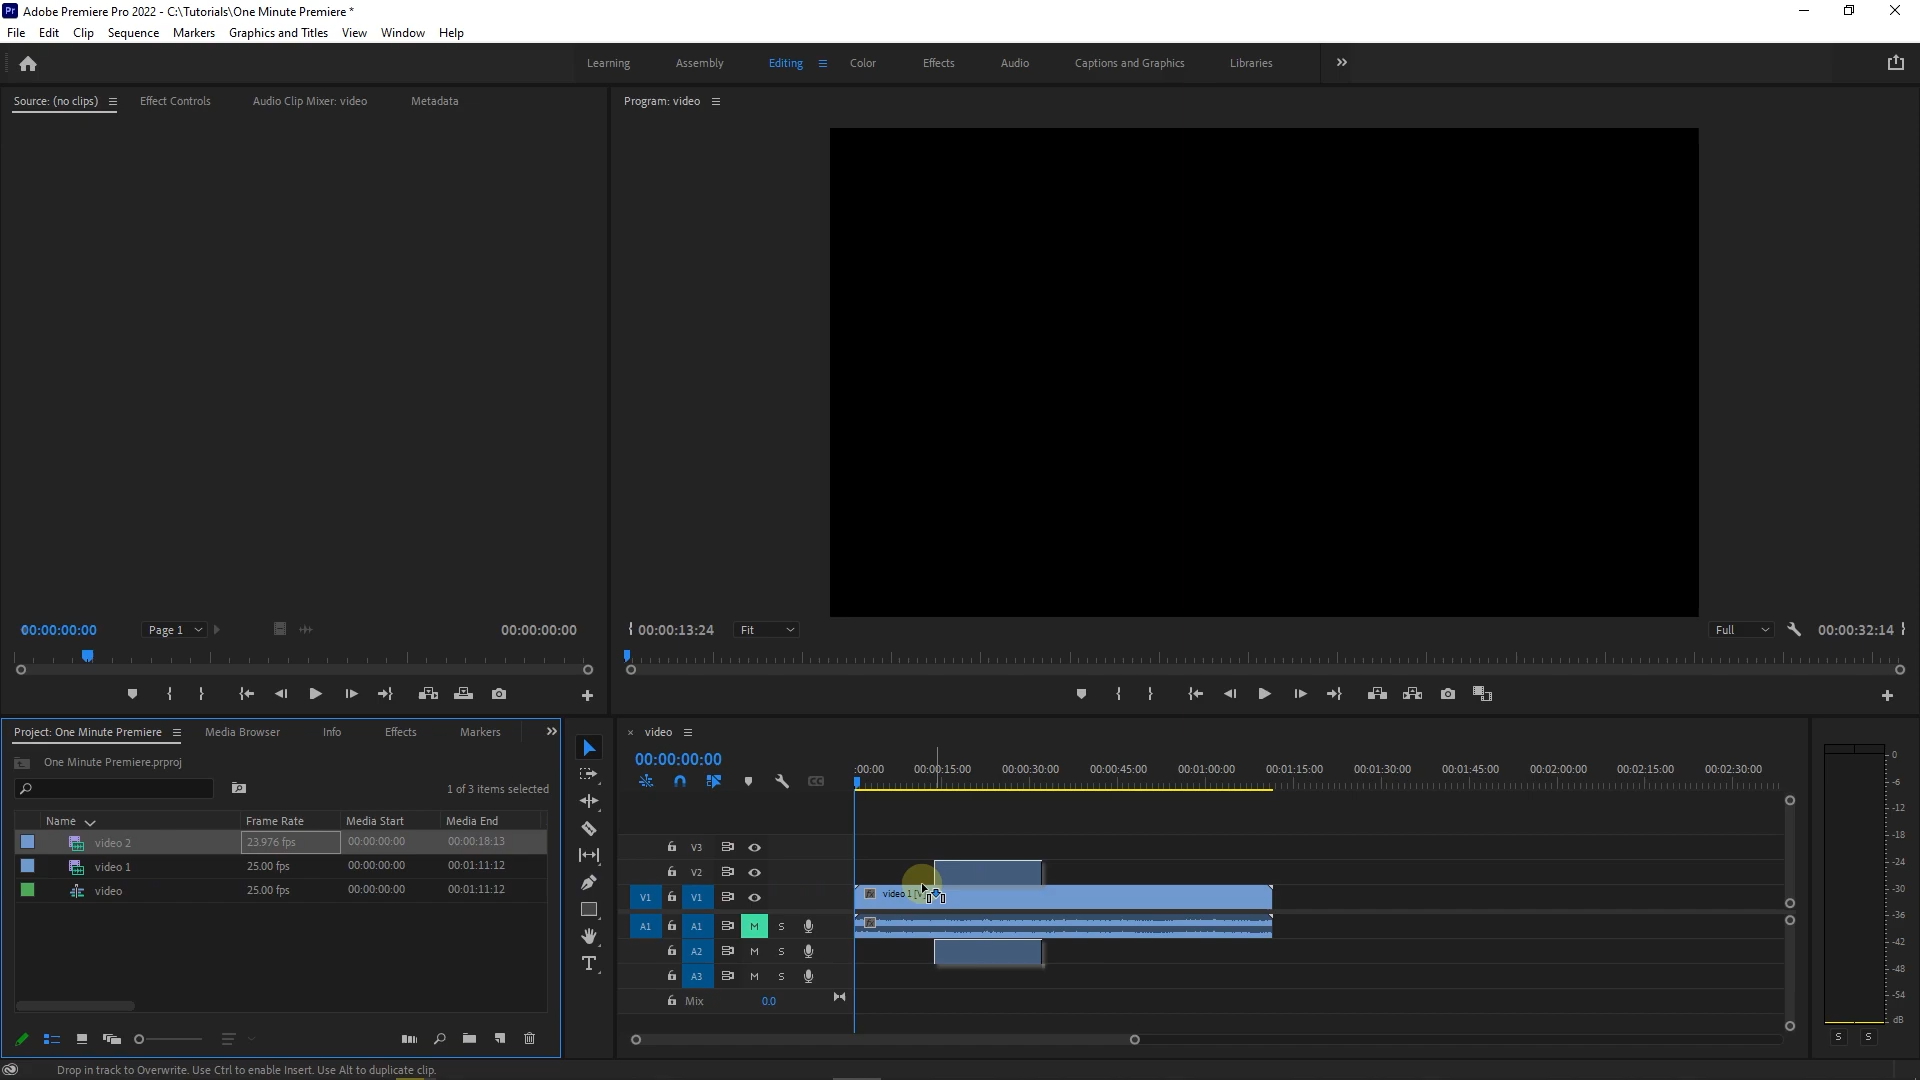 Pr Adobe Premiere Pro 2022 - C:\Tutorials\One Minute Premiere *
File Edit Clip Sequence Markers Graphics and Titles View Window Help
Learning Assembly Editing Color Effects Audio Captions and Graphics Libraries
Source: (no clips) Effect Controls Audio Clip Mixer: video Metadata
Program: video
00:00:00:00 Page 1 00:00:00:00
00:00:13:24 Fit Full 00:00:32:14
Project: One Minute Premiere Media Browser Info Effects Markers
One Minute Premiere.prproj
1 of 3 items selected
Name Frame Rate Media Start Media End
video 2 23.976 fps 00:00:00:00 00:00:18:13
video 1 25.00 fps 00:00:00:00 00:01:11:12
video 25.00 fps 00:00:00:00 00:01:11:12
× video
00:00:00:00
:00:00 00:00:15:00 00:00:30:00 00:00:45:00 00:01:00:00 00:01:15:00 00:01:30:00 00:01:45:00 00:02:00:00 00:02:15:00 00:02:30:00
CC
V3
V2
V1 V1 fx video 1 [V
A1 A1 M S fx
A2 M S
A3 M S
Mix 0.0
T
0
-6
-12
-18
-24
-30
-36
-42
-48
-54
dB
S S
Drop in track to Overwrite. Use Ctrl to enable Insert. Use Alt to duplicate clip.